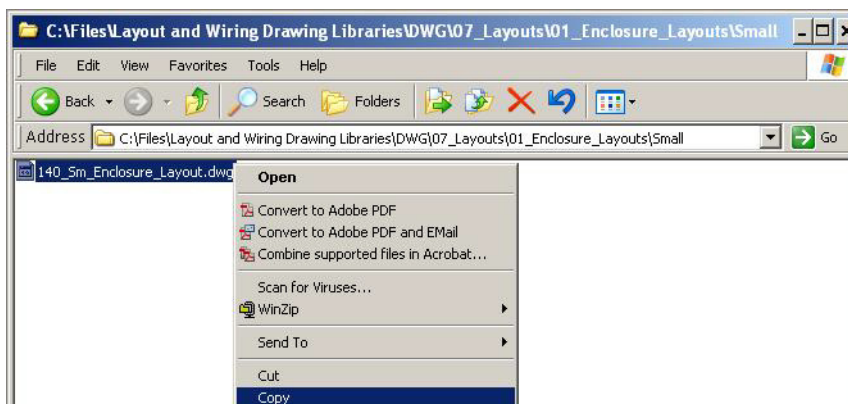 C:\Files\Layout and Wiring Drawing Libraries\DWG\07_Layouts\01_Enclosure_Layouts\Small
File Edit View Favorites Tools Help
Back Search Folders
Address C:\Files\Layout and Wiring Drawing Libraries\DWG\07_Layouts\01_Enclosure_Layouts\Small Go
140_Sm_Enclosure_Layout.dwg
Open
Convert to Adobe PDF
Convert to Adobe PDF and EMail
Combine supported files in Acrobat...
Scan for Viruses...
WinZip
Send To
Cut
Copy